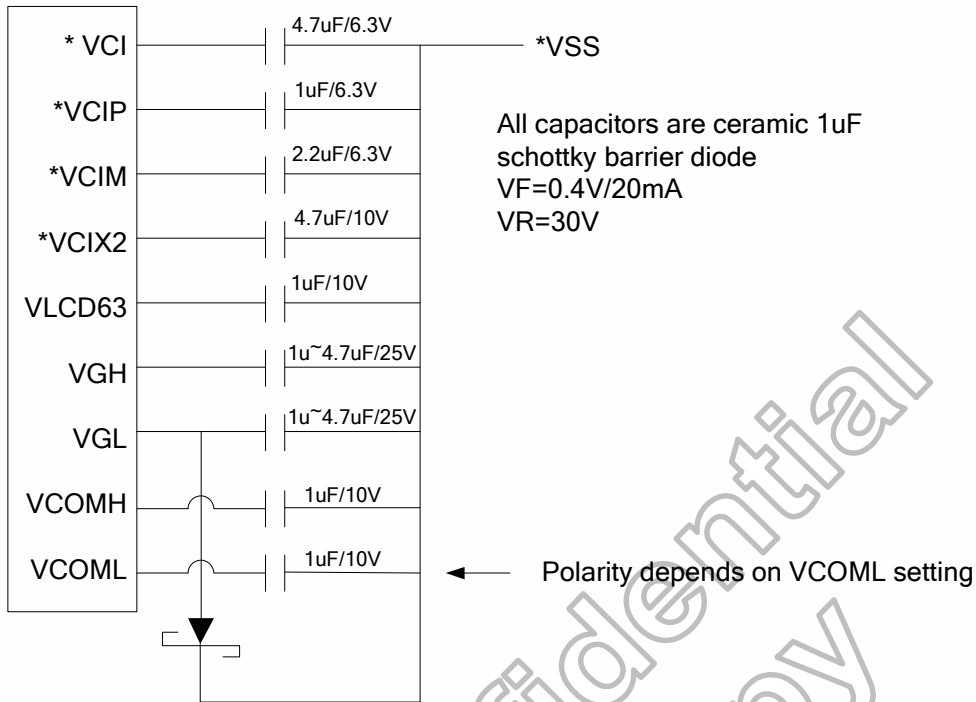 * VCI
4.7uF/6.3V
*VSS
*VCIP
1uF/6.3V
All capacitors are ceramic 1uF
schottky barrier diode
VF=0.4V/20mA
VR=30V
*VCIM
2.2uF/6.3V
*VCIX2
4.7uF/10V
VLCD63
1uF/10V
VGH
1u~4.7uF/25V
VGL
1u~4.7uF/25V
VCOMH
1uF/10V
VCOML
1uF/10V
Polarity depends on VCOML setting